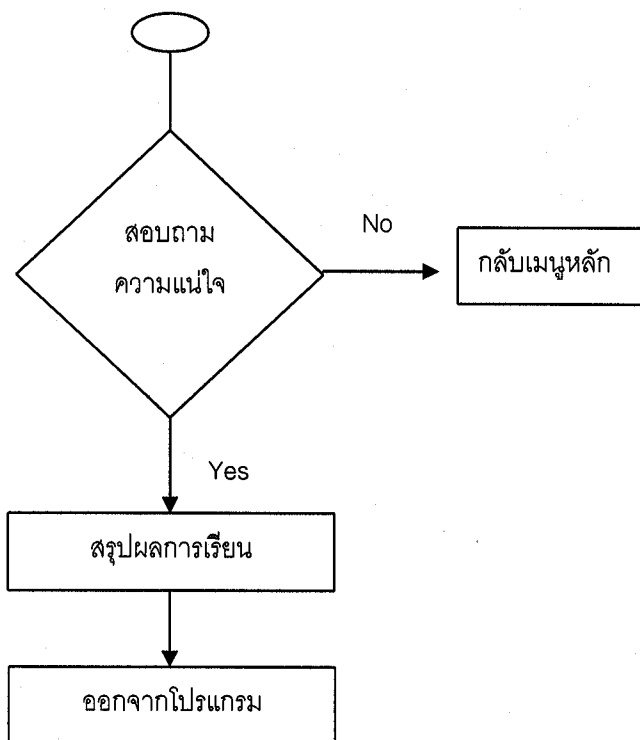 สอบถาม
ความแน่ใจ
No
กลับเมนูหลัก
Yes
สรุปผลการเรียน
ออกจากโปรแกรม